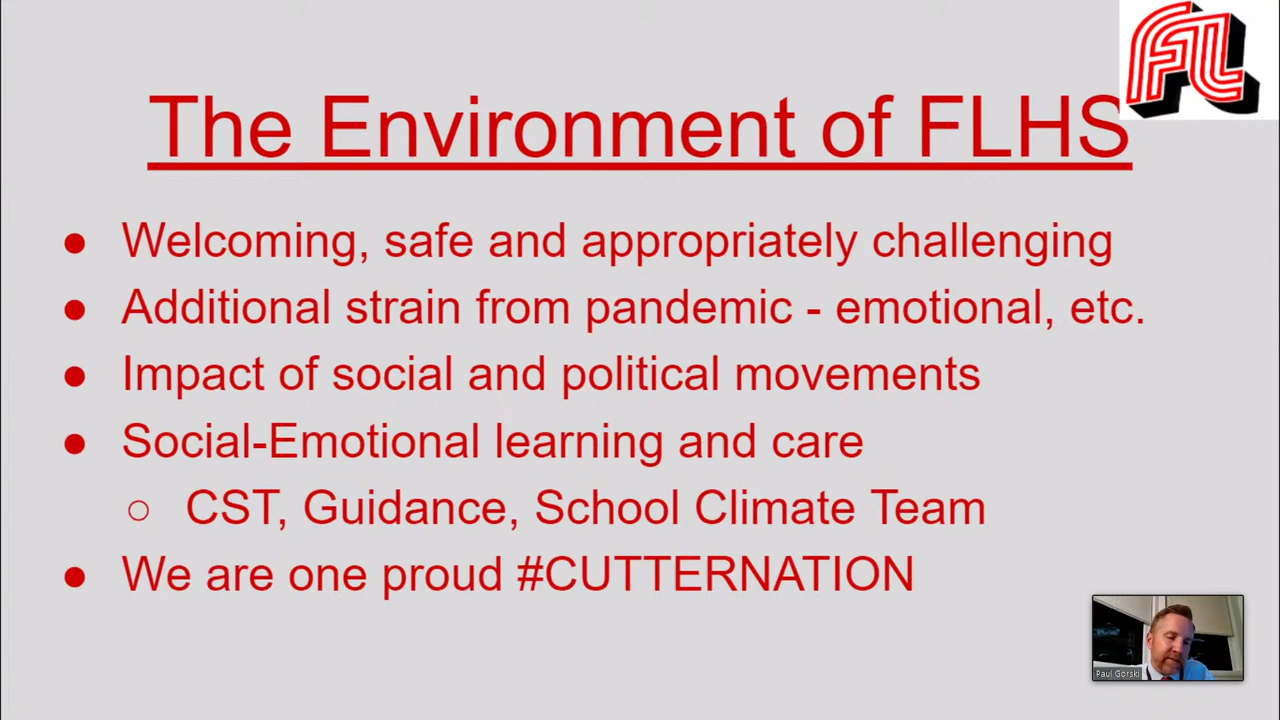 FL
The Environment of FLHS
● Welcoming, safe and appropriately challenging
● Additional strain from pandemic - emotional, etc.
● Impact of social and political movements
● Social-Emotional learning and care
○ CST, Guidance, School Climate Team
● We are one proud #CUTTERNATION
Paul Gorski